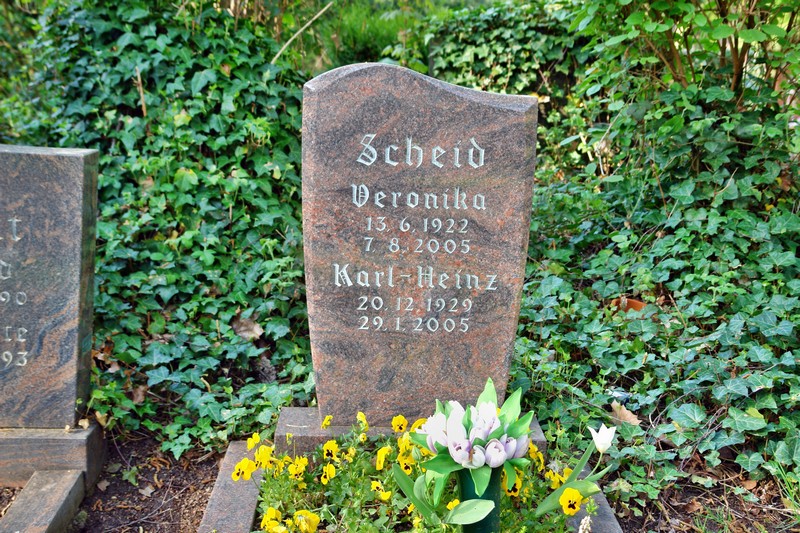 Scheid
Veronika
13. 6. 1922
7. 8. 2005
Karl-Heinz
20. 12. 1929
29. 1. 2005